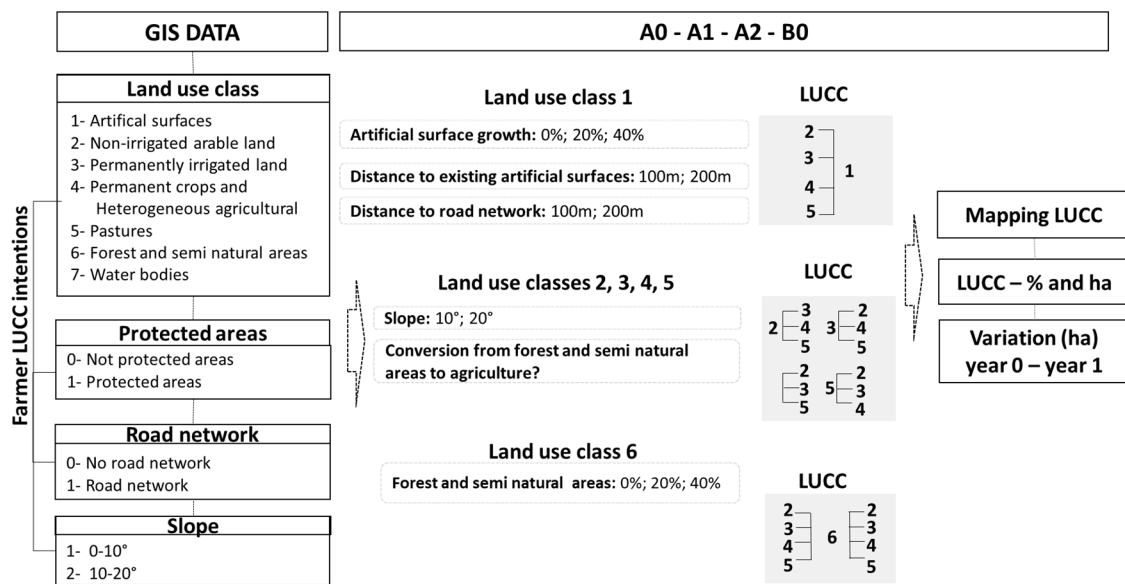 GIS DATA
A0 - A1 - A2 - B0
Farmer LUCC intentions
Land use class
1- Artifical surfaces
2- Non-irrigated arable land
3- Permanently irrigated land
4- Permanent crops and
Heterogeneous agricultural
5- Pastures
6- Forest and semi natural areas
7- Water bodies
Protected areas
0- Not protected areas
1- Protected areas
Road network
0- No road network
1- Road network
Slope
1- 0-10°
2- 10-20°
Land use class 1
Artificial surface growth: 0%; 20%; 40%
Distance to existing artificial surfaces: 100m; 200m
Distance to road network: 100m; 200m
LUCC
2
3
1
4
5
Land use classes 2, 3, 4, 5
Slope: 10°; 20°
Conversion from forest and semi natural
areas to agriculture?
LUCC
3 2
2 4 3 4
5 5
2 2
3 5 3
5 4
Land use class 6
Forest and semi natural areas: 0%; 20%; 40%
LUCC
2 2
3 3
6
4 4
5 5
Mapping LUCC
LUCC – % and ha
Variation (ha)
year 0 – year 1